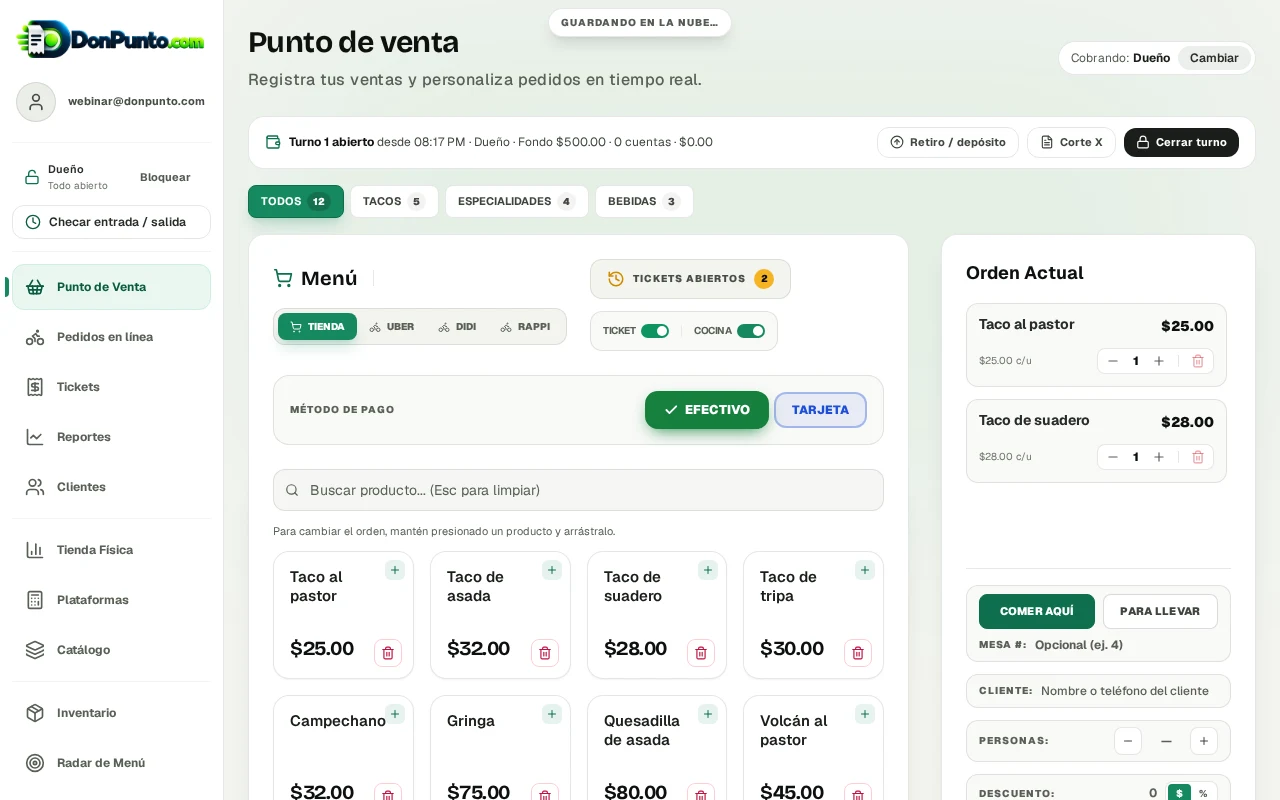 DonPunto.com
webinar@donpunto.com
Dueño
Todo abierto
Bloquear
Checar entrada / salida
Punto de Venta
Pedidos en línea
Tickets
Reportes
Clientes
Tienda Física
Plataformas
Catálogo
Inventario
Radar de Menú
GUARDANDO EN LA NUBE...
Punto de venta
Registra tus ventas y personaliza pedidos en tiempo real.
Cobrando: Dueño Cambiar
Turno 1 abierto desde 08:17 PM · Dueño · Fondo $500.00 · 0 cuentas · $0.00
Retiro / depósito
Corte X
Cerrar turno
TODOS 12
TACOS 5
ESPECIALIDADES 4
BEBIDAS 3
Menú
TICKETS ABIERTOS 2
TIENDA
UBER
DIDI
RAPPI
TICKET
COCINA
MÉTODO DE PAGO
EFECTIVO
TARJETA
Buscar producto... (Esc para limpiar)
Para cambiar el orden, mantén presionado un producto y arrástralo.
Taco al
pastor
+
$25.00
Taco de
asada
+
$32.00
Taco de
suadero
+
$28.00
Taco de
tripa
+
$30.00
Campechano
+
$32.00
Gringa
+
$75.00
Quesadilla
de asada
+
$80.00
Volcán al
pastor
+
$45.00
Orden Actual
Taco al pastor
$25.00
$25.00 c/u
− 1 +
Taco de suadero
$28.00
$28.00 c/u
− 1 +
COMER AQUÍ
PARA LLEVAR
MESA #: Opcional (ej. 4)
CLIENTE: Nombre o teléfono del cliente
PERSONAS: − — +
DESCUENTO: 0 $ %